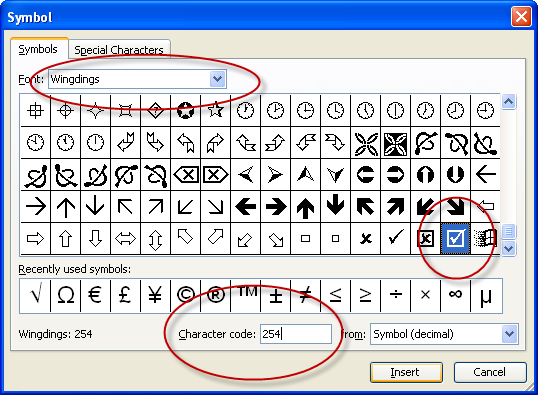 Symbol
Symbols Special Characters
Font: Wingdings
Recently used symbols:
√ Ω € £ ¥ © ® ™ ± ≠ ≤ ≥ ÷ × ∞ µ
Wingdings: 254 Character code: 254 from: Symbol (decimal)
Insert Cancel